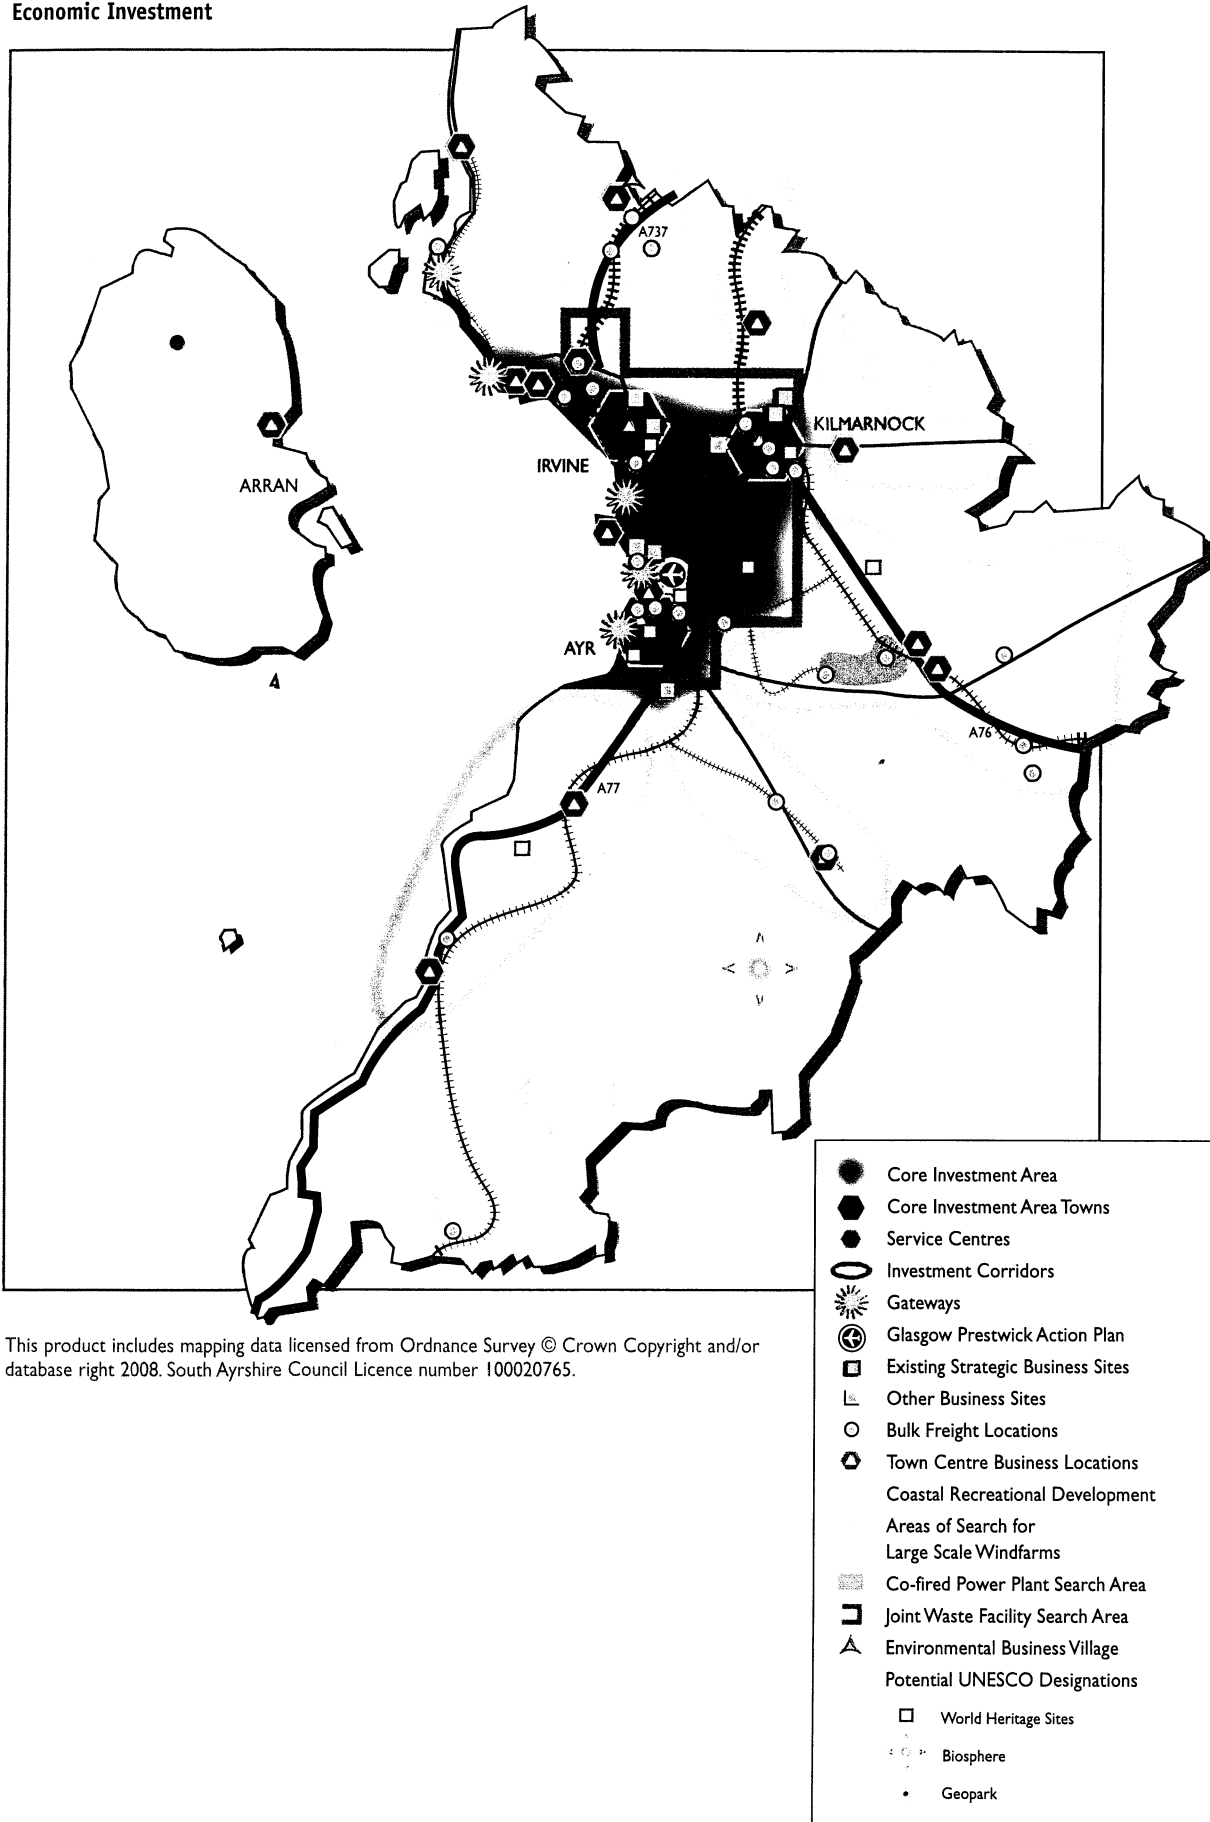 Economic Investment
A737
KILMARNOCK
IRVINE
ARRAN
AYR
A76
A77
Core Investment Area
Core Investment Area Towns
Service Centres
Investment Corridors
Gateways
Glasgow Prestwick Action Plan
Existing Strategic Business Sites
Other Business Sites
Bulk Freight Locations
Town Centre Business Locations
Coastal Recreational Development
Areas of Search for
Large Scale Windfarms
Co-fired Power Plant Search Area
Joint Waste Facility Search Area
Environmental Business Village
Potential UNESCO Designations
World Heritage Sites
Biosphere
Geopark
This product includes mapping data licensed from Ordnance Survey © Crown Copyright and/or
database right 2008. South Ayrshire Council Licence number 100020765.